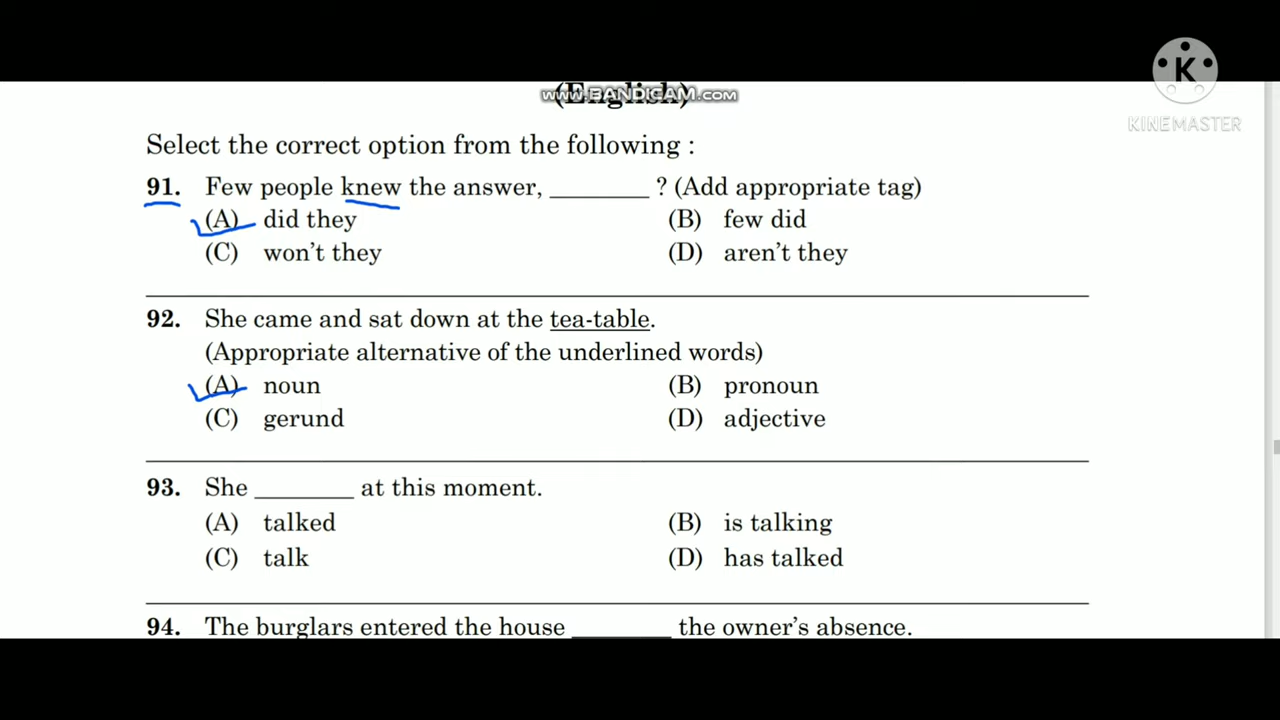 (English)
www.BANDICAM.com
K
KINEMASTER
Select the correct option from the following :
91. Few people knew the answer, ________ ? (Add appropriate tag)
(A) did they (B) few did
(C) won't they (D) aren't they
92. She came and sat down at the tea-table.
(Appropriate alternative of the underlined words)
(A) noun (B) pronoun
(C) gerund (D) adjective
93. She ________ at this moment.
(A) talked (B) is talking
(C) talk (D) has talked
94. The burglars entered the house ________ the owner's absence.